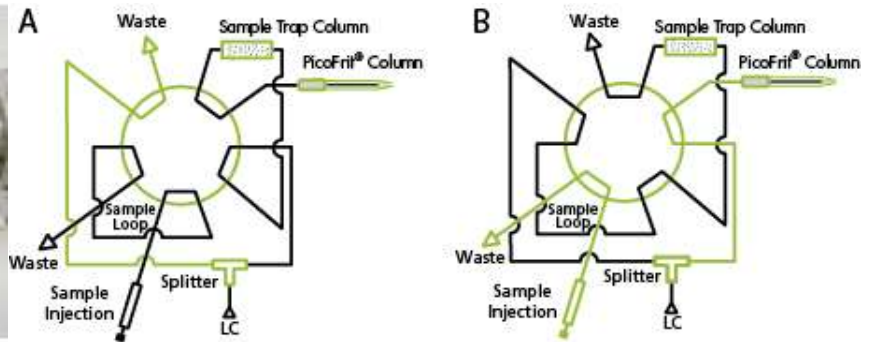 A
Waste
Sample Trap Column
PicoFrit® Column
Sample
Loop
Waste
Sample
Injection
Splitter
LC
B
Waste
Sample Trap Column
PicoFrit® Column
Sample
Loop
Waste
Sample
Injection
Splitter
LC